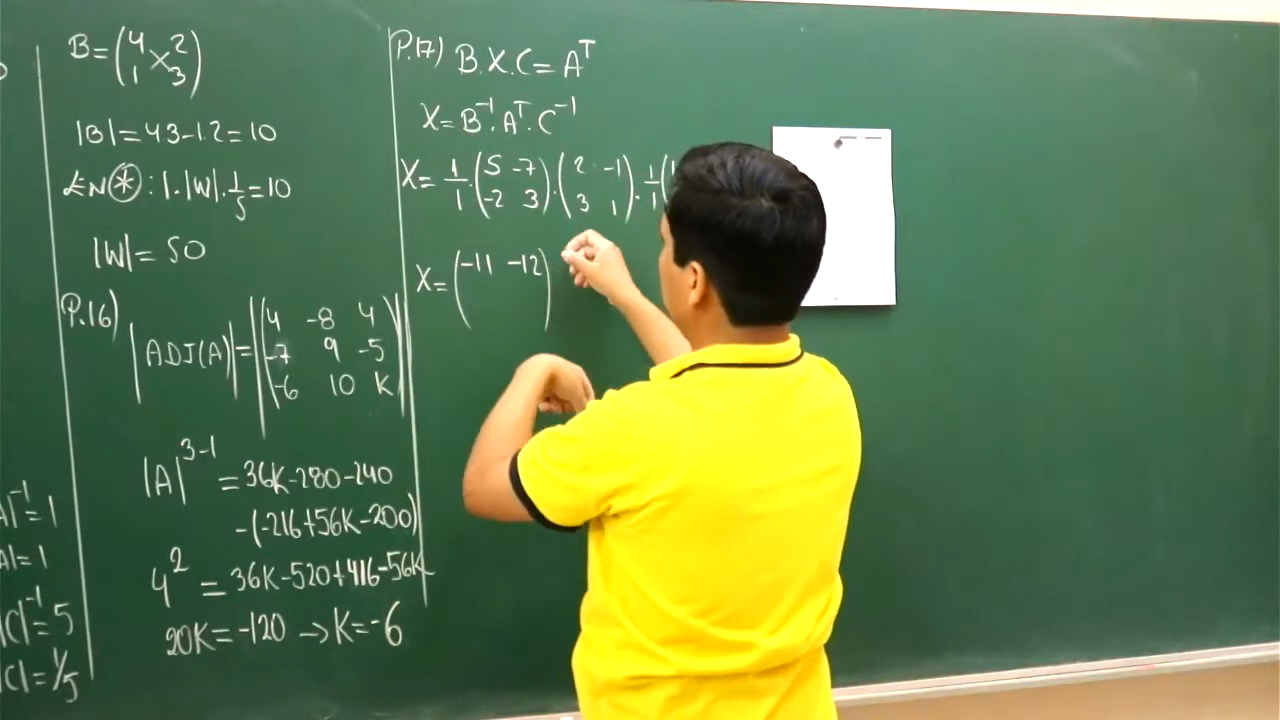 B=(4 2
1 3)
|B|=4.3-1.2=10
EN(*): 1.|W|.1/5=10
|W|=50
P.16)
|ADJ(A)|=|(4 -8 4
-7 9 -5
-6 10 K)|
|A|^3-1 =36K-280-240
-(-216+56K-200)
4^2 =36K-520+416-56K
20K=-120 →K=-6
|^-1=1
A|=1
|C|^-1=5
|C|=1/5
P.17) B.X.C=A^T
X=B^-1.A^T.C^-1
X=1/1.(5 -7
-2 3).(2 -1
3 1).1/1(
X=(-11 -12)